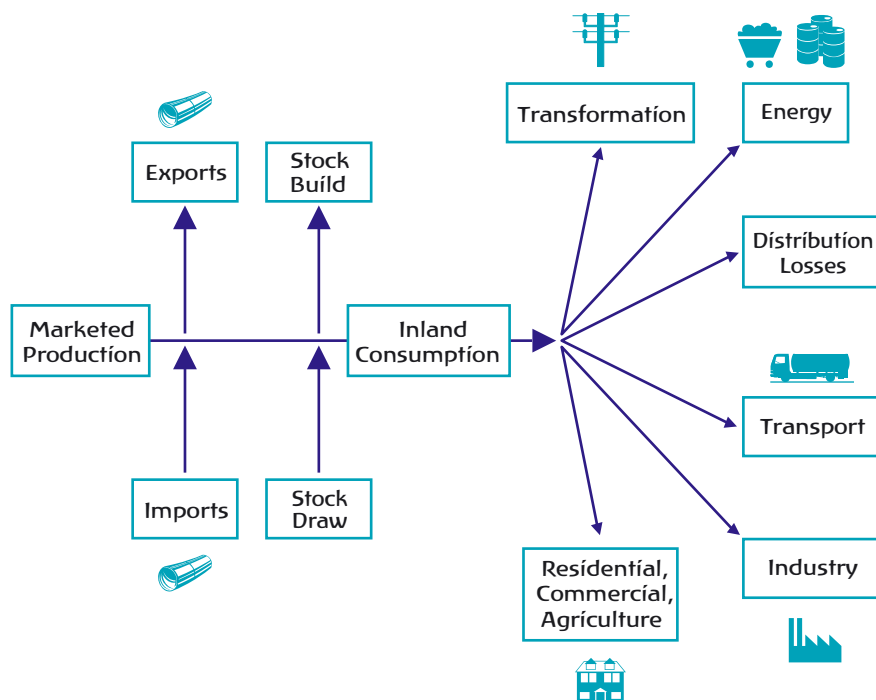 Transformation
Energy
Exports
Stock
Build
Distribution
Losses
Marketed
Production
Inland
Consumption
Transport
Imports
Stock
Draw
Residential,
Commercial,
Agriculture
Industry